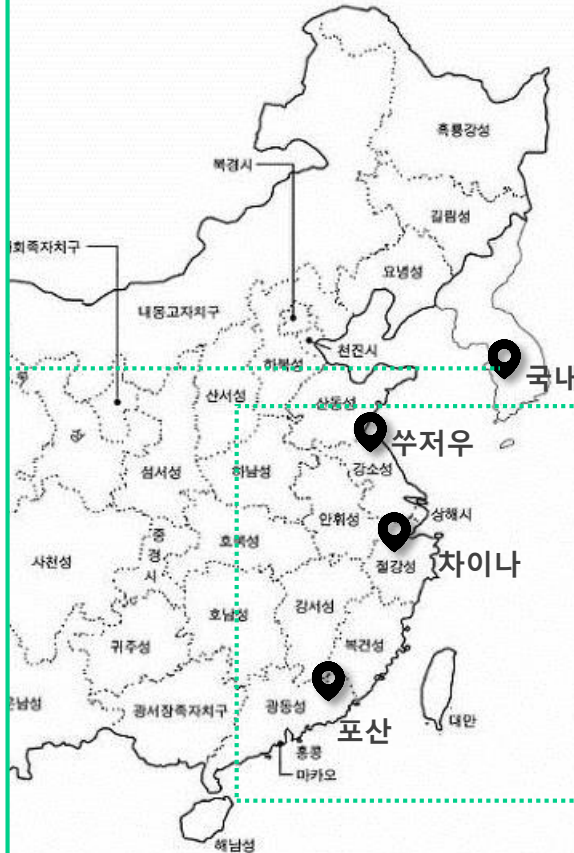 흑룡강성
북경시
길림성
회족자치구
요녕성
내몽고자치구
천진시
하북성
국내
산서성
산동성
쑤저우
섬서성
하남성
강소성
안휘성
상해시
중경시
호북성
사천성
절강성
차이나
호남성
강서성
귀주성
복건성
운남성
광서장족자치구
광동성
포산
대만
홍콩
마카오
해남성